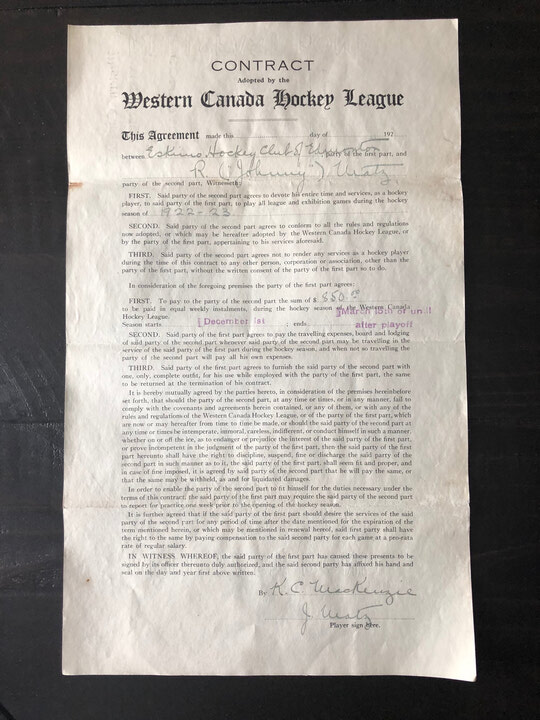 CONTRACT
Adopted by the
Western Canada Hockey League
This Agreement made this day of 192
between Eskimo Hockey Club of Edmonton party of the first part, and
R. (Johnny) Matz
party of the second part, Witnesseth:
FIRST. Said party of the second part agrees to devote his entire time and services, as a hockey
player, to said party of the first part, to play all league and exhibition games during the hockey
season of 1922-23
SECOND. Said party of the second part agrees to conform to all the rules and regulations
now adopted, or which may be hereafter adopted by the Western Canada Hockey League, or
by the party of the first part, appertaining to his services aforesaid.
THIRD. Said party of the second part agrees not to render any services as a hockey player
during the time of this contract to any other person, corporation or association, other than the
party of the first part, without the written consent of the party of the first part so to do.
In consideration of the foregoing premises the party of the first part agrees:
FIRST. To pay to the party of the second part the sum of $ 850
to be paid in equal weekly instalments, during the hockey season of the Western Canada
Hockey League. March 15th or until
Season starts December 1st ; ends after playoff
SECOND. Said party of the first part agrees to pay the travelling expenses, board and lodging
of said party of the second part, whenever said party of the second part may be travelling in the
service of the said party of the first part during the hockey season, and when not so travelling the
party of the second part will pay all his own expenses.
THIRD. Said party of the first part agrees to furnish the said party of the second part with
one, only, complete outfit, for his use while employed with the party of the first part, the same
to be returned at the termination of this contract.
It is hereby mutually agreed by the parties hereto, in consideration of the premises hereinbefore
set forth, that should the party of the second part, at any time or times, or in any manner, fail to
comply with the covenants and agreements herein contained, or any of them, or with any of the
rules and regulations of the Western Canada Hockey League, or of the party of the first part, which
are now or may hereafter from time to time be made, or should the said party of the second part at
any time or times be intemperate, immoral, careless, indifferent, or conduct himself in such a manner,
whether on or off the ice, as to endanger or prejudice the interest of the said party of the first part,
or prove incompetent in the judgment of the party of the first part, then the said party of the first
part hereunto shall have the right to discipline, suspend, fine or discharge the said party of the
second part in such manner as to it, the said party of the first part, shall seem fit and proper, and
in case of fine imposed, it is agreed by said party of the second part that he will pay the same, or
that the same may be withheld, as and for liquidated damages.
In order to enable the party of the second part to fit himself for the duties necessary under the
terms of this contract, the said party of the first part may require the said party of the second part
to report for practice one week prior to the opening of the hockey season.
It is further agreed that if the said party of the first part should desire the services of the said
party of the second part for any period of time after the date mentioned for the expiration of the
term mentioned herein, or which may be mentioned in renewal hereof, said first party shall have
the right to the same by paying compensation to the said second party for each game at a pro-rata
rate of regular salary.
IN WITNESS WHEREOF, the said party of the first part has caused these presents to be
signed by its officer thereunto duly authorized, and the said second party has affixed his hand and
seal on the day and year first above written.
By K. C. MacKenzie
J. Matz
Player sign here.